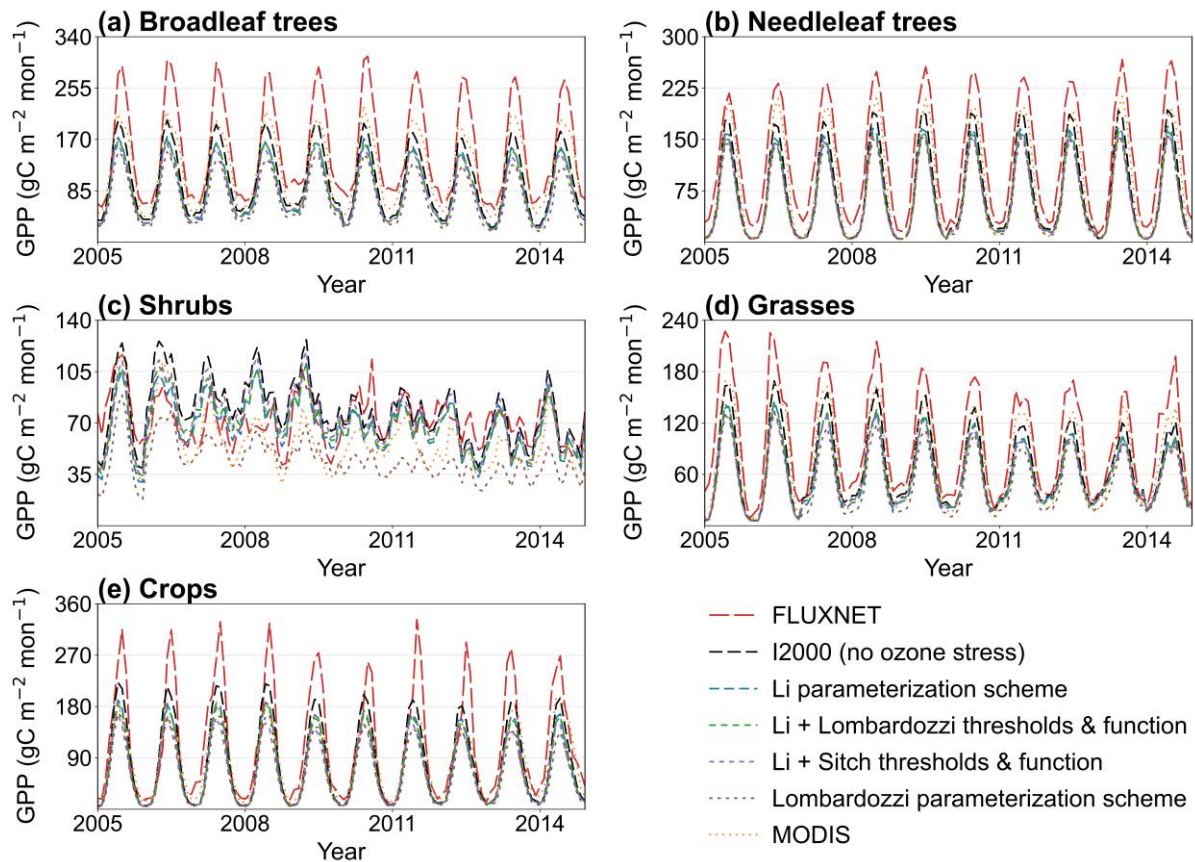 (a) Broadleaf trees
GPP (gC m⁻² mon⁻¹)
340
255
170
85
2005
2008
2011
2014
Year
(b) Needleleaf trees
GPP (gC m⁻² mon⁻¹)
300
225
150
75
2005
2008
2011
2014
Year
(c) Shrubs
GPP (gC m⁻² mon⁻¹)
140
105
70
35
2005
2008
2011
2014
Year
(d) Grasses
GPP (gC m⁻² mon⁻¹)
240
180
120
60
2005
2008
2011
2014
Year
(e) Crops
GPP (gC m⁻² mon⁻¹)
360
270
180
90
2005
2008
2011
2014
Year
FLUXNET
I2000 (no ozone stress)
Li parameterization scheme
Li + Lombardozzi thresholds & function
Li + Sitch thresholds & function
Lombardozzi parameterization scheme
MODIS